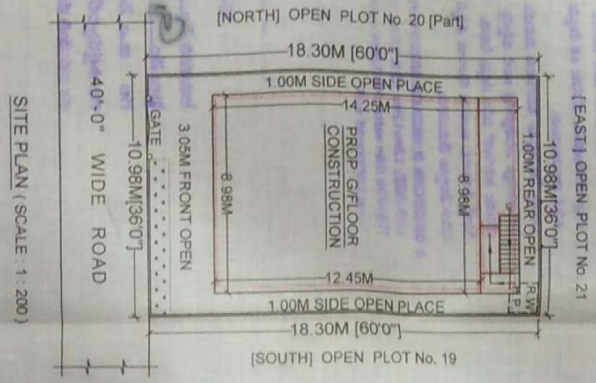 [NORTH] OPEN PLOT No. 20 [Part]
18.30M [60'0"]
1.00M SIDE OPEN PLACE
14.25M
[EAST] OPEN PLOT No. 21
10.98M[36'0"]
1.00M REAR OPEN
8.98M
PROP. G/FLOOR
CONSTRUCTION
8.98M
3.05M FRONT OPEN
GATE
10.98M[36'0"]
40'-0" WIDE ROAD
UP
R.W.
P.
12.45M
1.00M SIDE OPEN PLACE
18.30M [60'0"]
[SOUTH] OPEN PLOT No. 19
SITE PLAN ( SCALE : 1 : 200 )